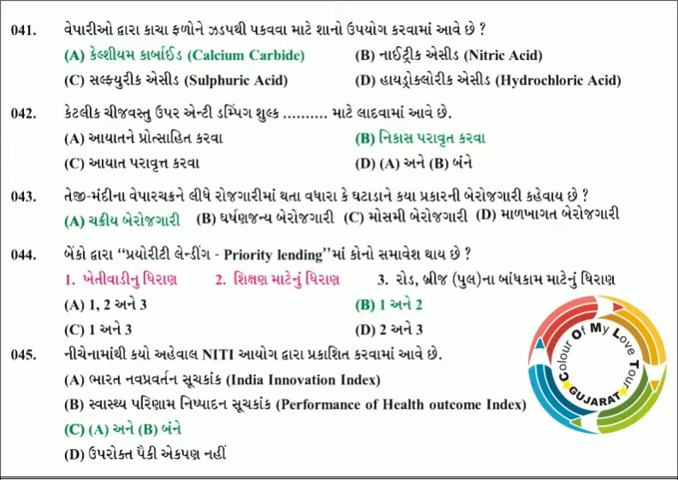 041. વેપારીઓ દ્વારા કાચા ફળોને ઝડપથી પકવવા માટે શાનો ઉપયોગ કરવામાં આવે છે ?
(A) કેલ્શીયમ કાર્બાઈડ (Calcium Carbide) (B) નાઈટ્રીક એસીડ (Nitric Acid)
(C) સલ્ફ્યુરીક એસીડ (Sulphuric Acid) (D) હાયડ્રોક્લોરીક એસીડ (Hydrochloric Acid)
042. કેટલીક ચીજવસ્તુ ઉપર એન્ટી ડમ્પિંગ શુલ્ક .......... માટે લાદવામાં આવે છે.
(A) આયાતને પ્રોત્સાહિત કરવા (B) નિકાસ પરાવૃત કરવા
(C) આયાત પરાવૃત્ત કરવા (D) (A) અને (B) બંને
043. તેજી-મંદીના વેપારચક્રને લીધે રોજગારીમાં થતા વધારા કે ઘટાડાને કયા પ્રકારની બેરોજગારી કહેવાય છે ?
(A) ચક્રીય બેરોજગારી (B) ઘર્ષણજન્ય બેરોજગારી (C) મોસમી બેરોજગારી (D) માળખાગત બેરોજગારી
044. બેંકો દ્વારા “પ્રયોરીટી લેન્ડીંગ - Priority lending”માં કોનો સમાવેશ થાય છે ?
1. ખેતીવાડીનુ ધિરાણ 2. શિક્ષણ માટેનું ધિરાણ 3. રોડ, બ્રીજ (પુલ)ના બાંધકામ માટેનું ધિરાણ
(A) 1, 2 અને 3 (B) 1 અને 2
(C) 1 અને 3 (D) 2 અને 3
045. નીચેનામાંથી કયો અહેવાલ NITI આયોગ દ્વારા પ્રકાશિત કરવામાં આવે છે.
(A) ભારત નવપ્રવર્તન સૂચકાંક (India Innovation Index)
(B) સ્વાસ્થ્ય પરિણામ નિષ્પાદન સૂચકાંક (Performance of Health outcome Index)
(C) (A) અને (B) બંને
(D) ઉપરોક્ત પૈકી એકપણ નહીં
Colour Of My Love Tour
GUJARAT